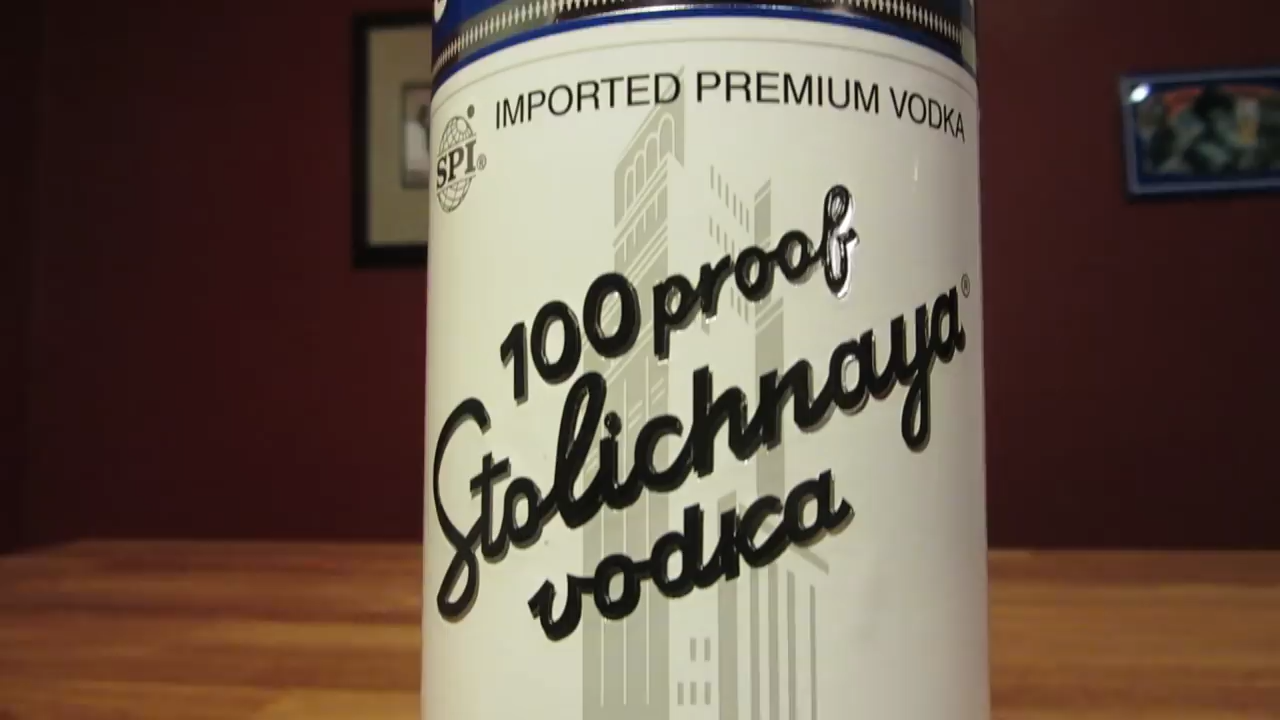 IMPORTED PREMIUM VODKA
SPI®
100 proof
Stolichnaya®
vodka